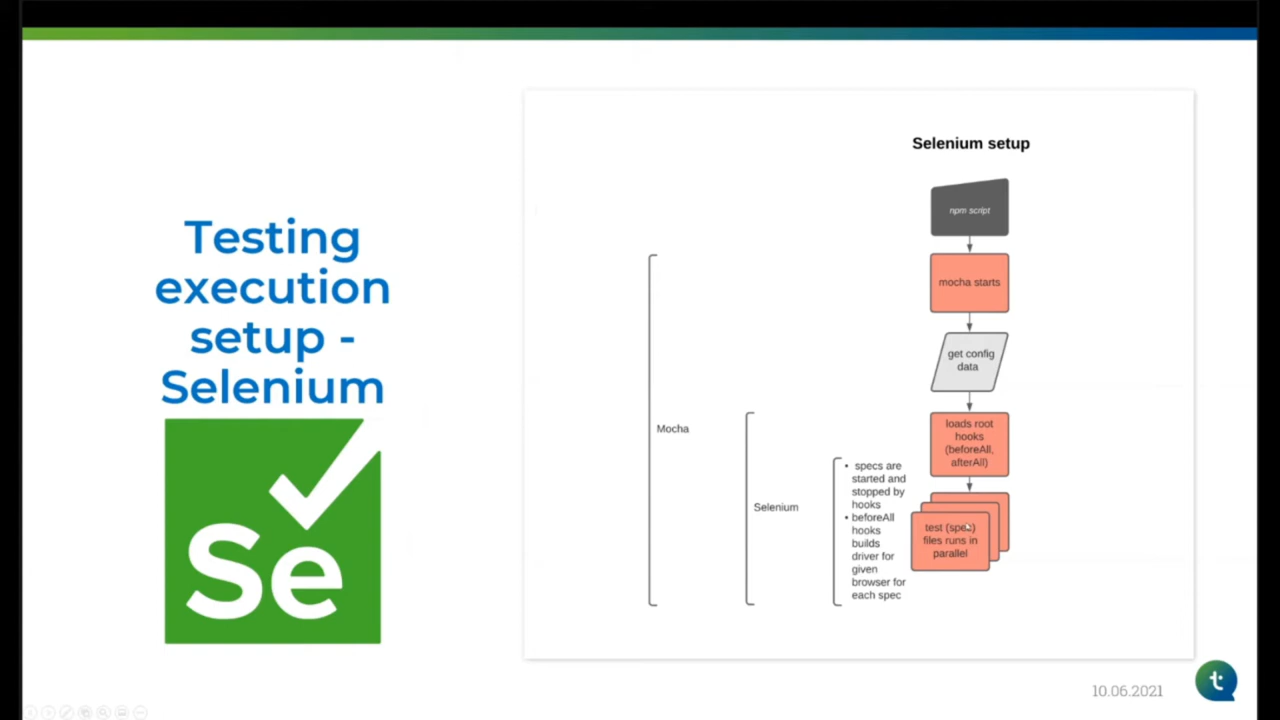 Testing
execution
setup -
Selenium
Se
Selenium setup
npm script
mocha starts
get config
data
loads root
hooks
(beforeAll,
afterAll)
test (spec)
files runs in
parallel
Mocha
Selenium
• specs are
started and
stopped by
hooks
• beforeAll
hooks
builds
driver for
given
browser for
each spec
10.06.2021
t